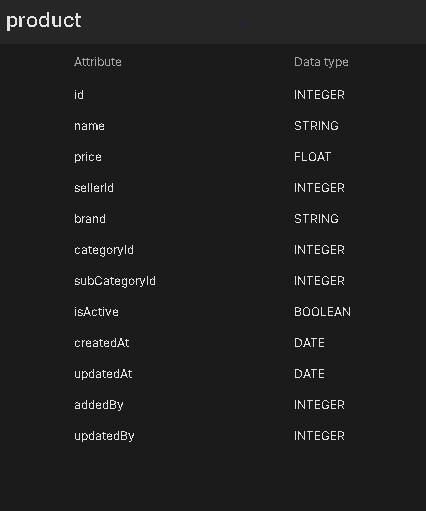 product
Attribute Data type
id INTEGER
name STRING
price FLOAT
sellerId INTEGER
brand STRING
categoryId INTEGER
subCategoryId INTEGER
isActive BOOLEAN
createdAt DATE
updatedAt DATE
addedBy INTEGER
updatedBy INTEGER